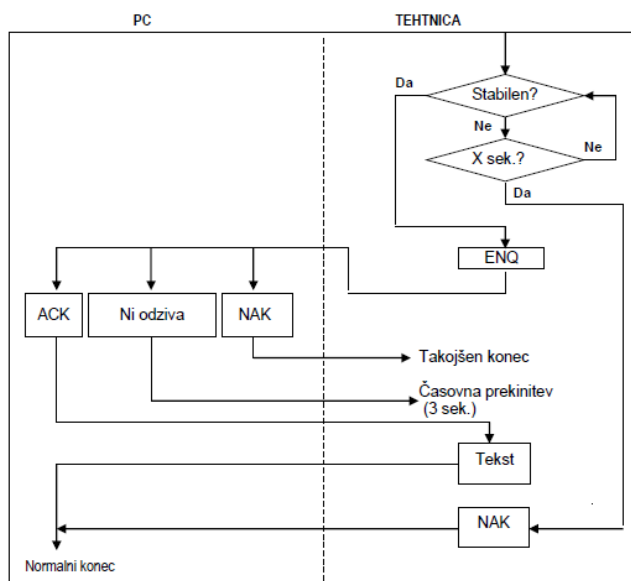 PC
TEHTNICA
Da
Stabilen?
Ne
X sek.?
Ne
Da
ENQ
ACK
Ni odziva
NAK
Takojšen konec
Časovna prekinitev
(3 sek.)
Tekst
NAK
Normalni konec